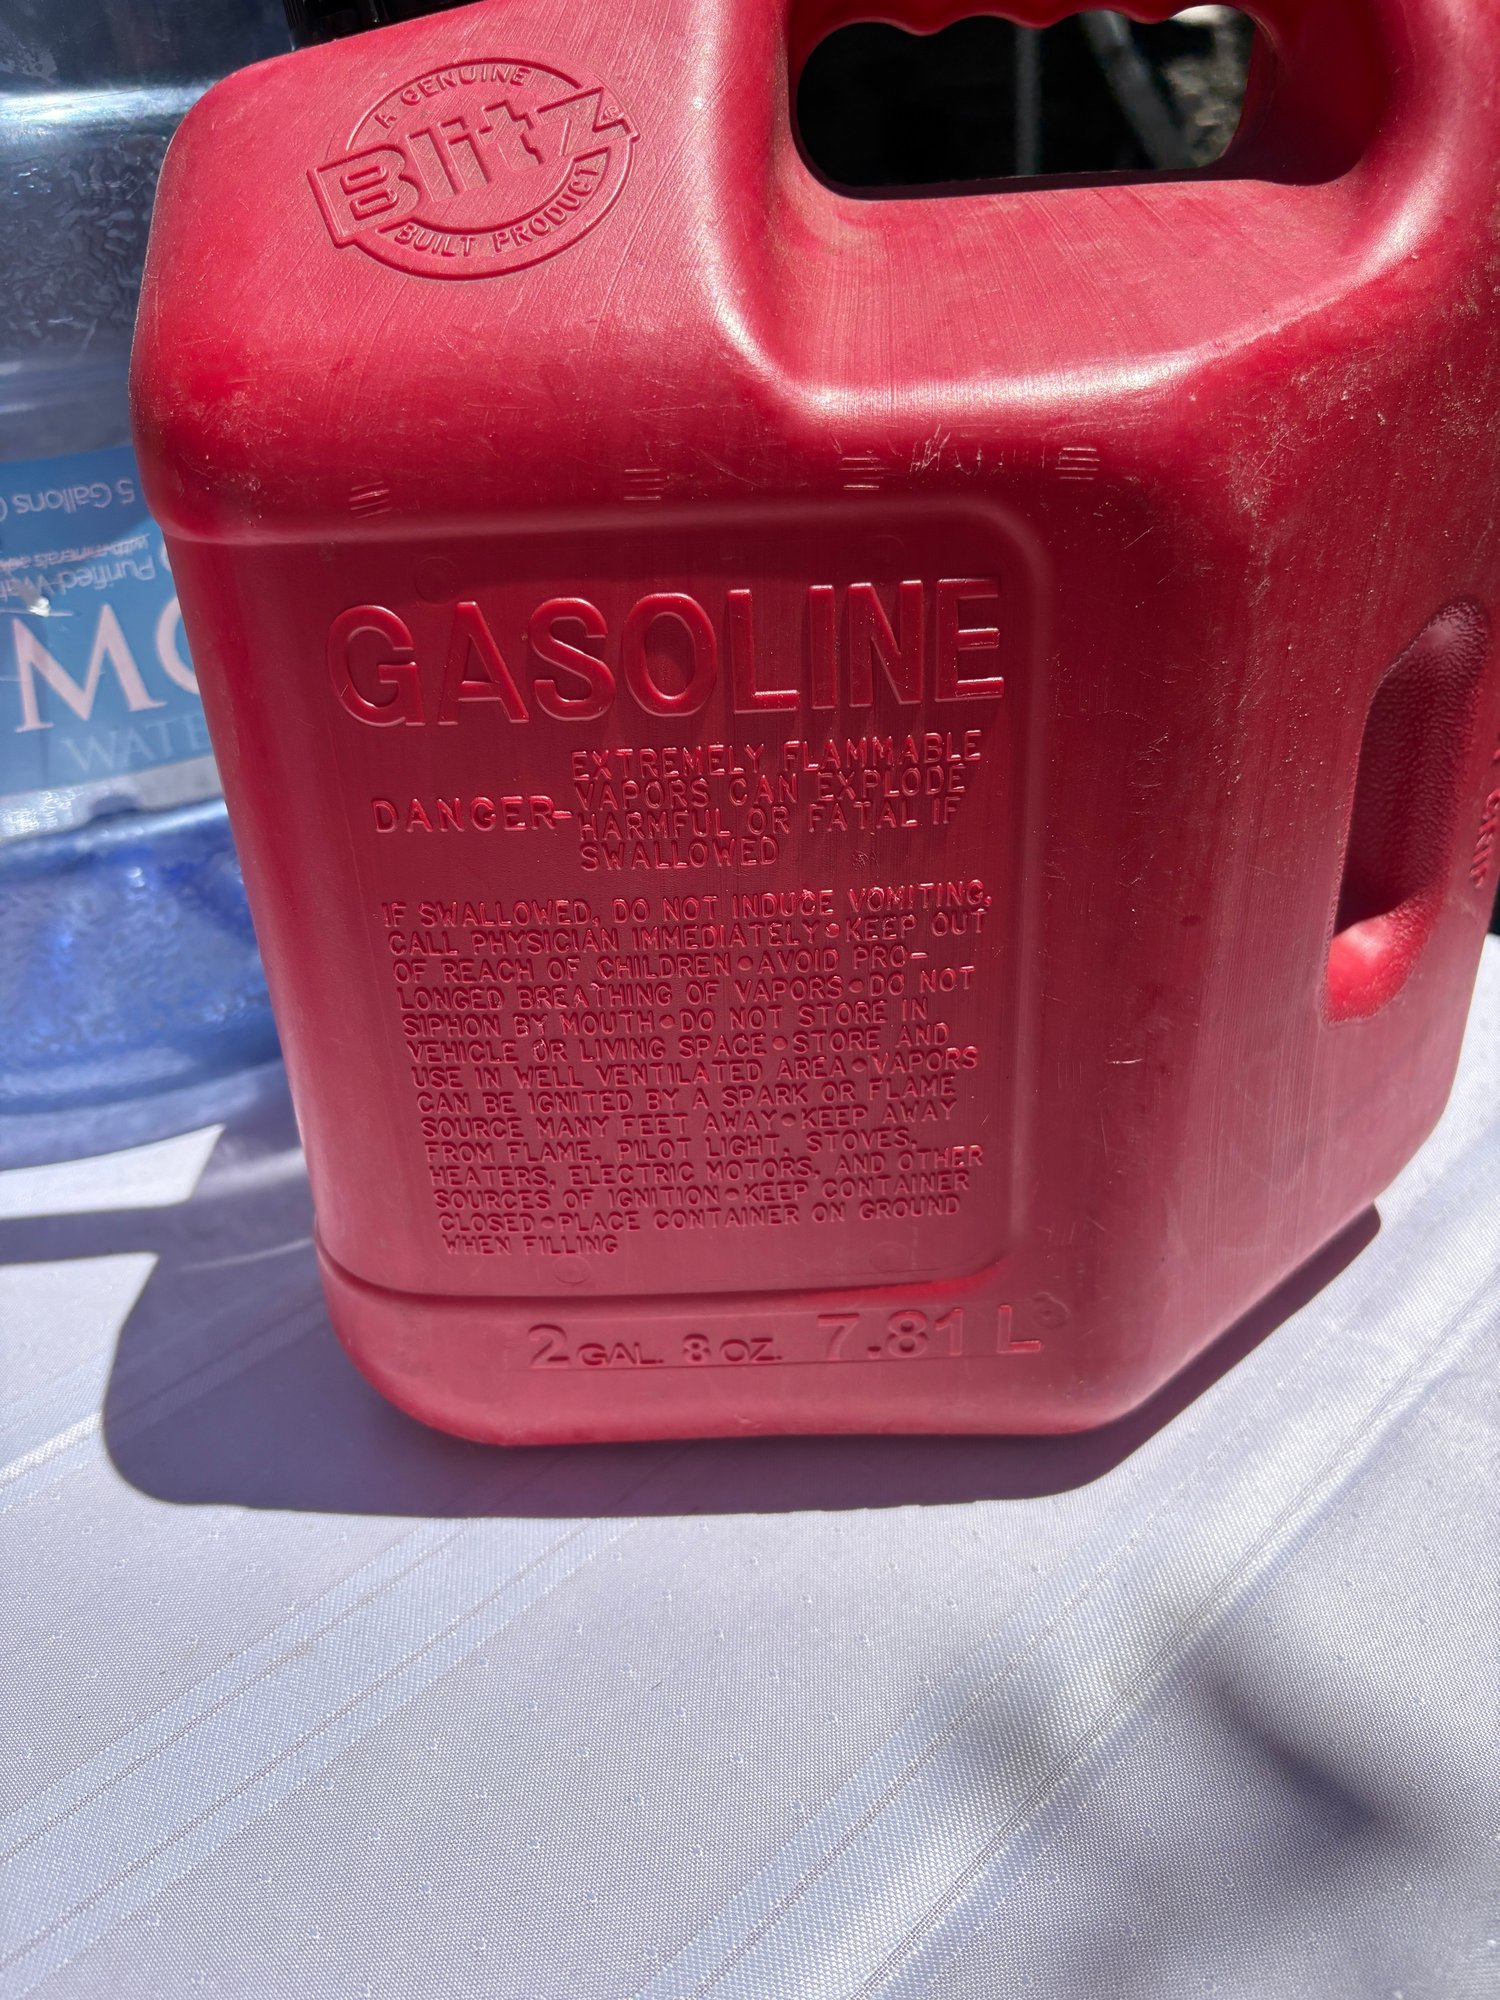 A GENUINE
Blitz®
BUILT PRODUCT
GASOLINE
DANGER-
EXTREMELY FLAMMABLE
VAPORS CAN EXPLODE
HARMFUL OR FATAL IF
SWALLOWED
IF SWALLOWED, DO NOT INDUCE VOMITING,
CALL PHYSICIAN IMMEDIATELY•KEEP OUT
OF REACH OF CHILDREN•AVOID PRO-
LONGED BREATHING OF VAPORS•DO NOT
SIPHON BY MOUTH•DO NOT STORE IN
VEHICLE OR LIVING SPACE•STORE AND
USE IN WELL VENTILATED AREA•VAPORS
CAN BE IGNITED BY A SPARK OR FLAME
SOURCE MANY FEET AWAY•KEEP AWAY
FROM FLAME, PILOT LIGHT, STOVES,
HEATERS, ELECTRIC MOTORS, AND OTHER
SOURCES OF IGNITION•KEEP CONTAINER
CLOSED•PLACE CONTAINER ON GROUND
WHEN FILLING
2 GAL. 8 OZ. 7.81 L
5 Gallons
Purified
with minerals